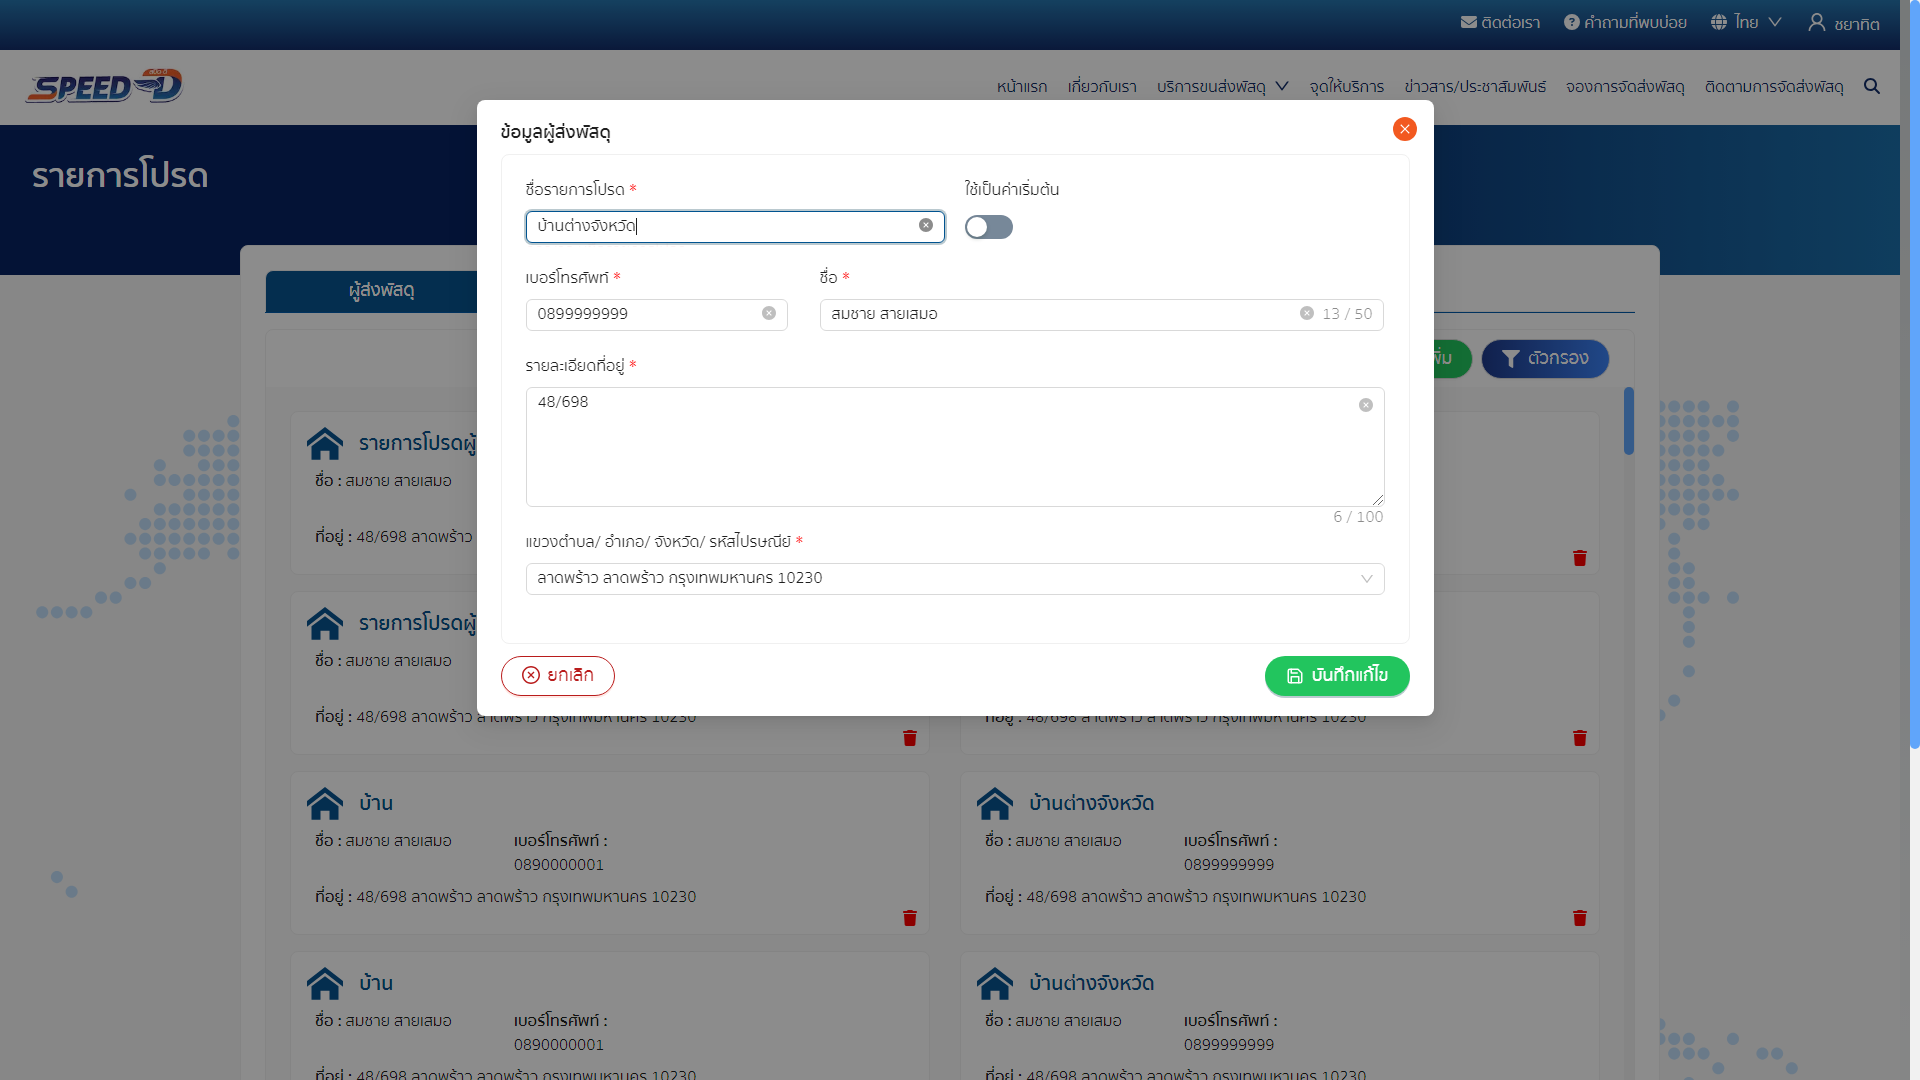 ติดต่อเรา คำถามที่พบบ่อย ไทย ชยาทิต
SPEED D
หน้าแรก เกี่ยวกับเรา บริการขนส่งพัสดุ จุดให้บริการ ข่าวสาร/ประชาสัมพันธ์ จองการจัดส่งพัสดุ ติดตามการจัดส่งพัสดุ
รายการโปรด
ข้อมูลผู้ส่งพัสดุ
ชื่อรายการโปรด * ใช้เป็นค่าเริ่มต้น
บ้านต่างจังหวัด
เบอร์โทรศัพท์ * ชื่อ *
0899999999 สมชาย สายเสมอ 13 / 50
รายละเอียดที่อยู่ *
48/698
6 / 100
แขวงตำบล/ อำเภอ/ จังหวัด/ รหัสไปรษณีย์ *
ลาดพร้าว ลาดพร้าว กรุงเทพมหานคร 10230
ยกเลิก บันทึกแก้ไข
ผู้ส่งพัสดุ
ตัวกรอง
รายการโปรดผู้
ชื่อ : สมชาย สายเสมอ
ที่อยู่ : 48/698 ลาดพร้าว
รายการโปรดผู้
ชื่อ : สมชาย สายเสมอ
ที่อยู่ : 48/698 ลาดพร้าว ลาดพร้าว กรุงเทพมหานคร 10230
ที่อยู่ : 48/698 ลาดพร้าว ลาดพร้าว กรุงเทพมหานคร 10230
บ้าน
ชื่อ : สมชาย สายเสมอ เบอร์โทรศัพท์ :
0890000001
ที่อยู่ : 48/698 ลาดพร้าว ลาดพร้าว กรุงเทพมหานคร 10230
บ้านต่างจังหวัด
ชื่อ : สมชาย สายเสมอ เบอร์โทรศัพท์ :
0899999999
ที่อยู่ : 48/698 ลาดพร้าว ลาดพร้าว กรุงเทพมหานคร 10230
บ้าน
ชื่อ : สมชาย สายเสมอ เบอร์โทรศัพท์ :
0890000001
ที่อยู่ : 48/698 ลาดพร้าว ลาดพร้าว กรุงเทพมหานคร 10230
บ้านต่างจังหวัด
ชื่อ : สมชาย สายเสมอ เบอร์โทรศัพท์ :
0899999999
ที่อยู่ : 48/698 ลาดพร้าว ลาดพร้าว กรุงเทพมหานคร 10230